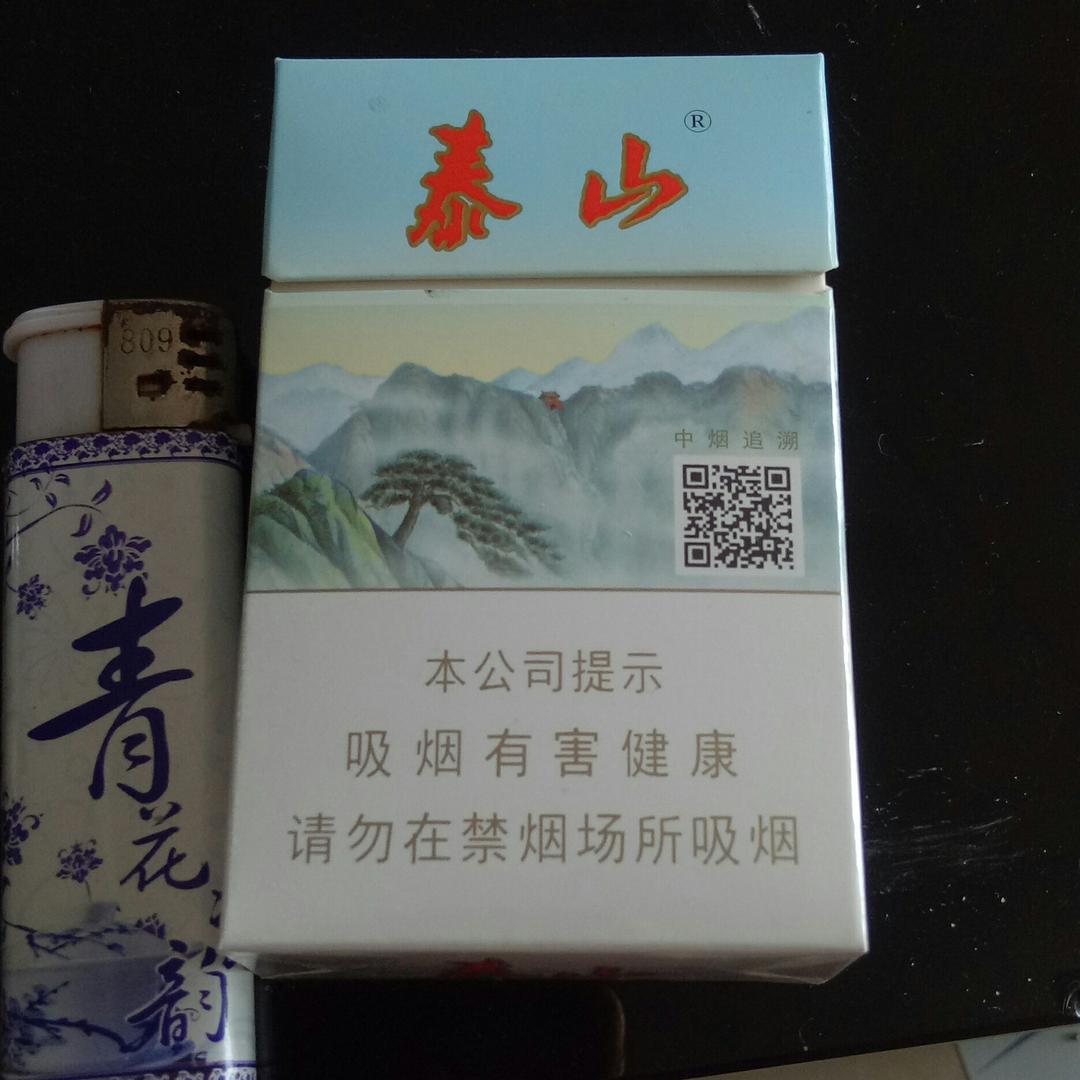 泰山®
中烟追溯
本公司提示
吸烟有害健康
请勿在禁烟场所吸烟
809
青花
韵